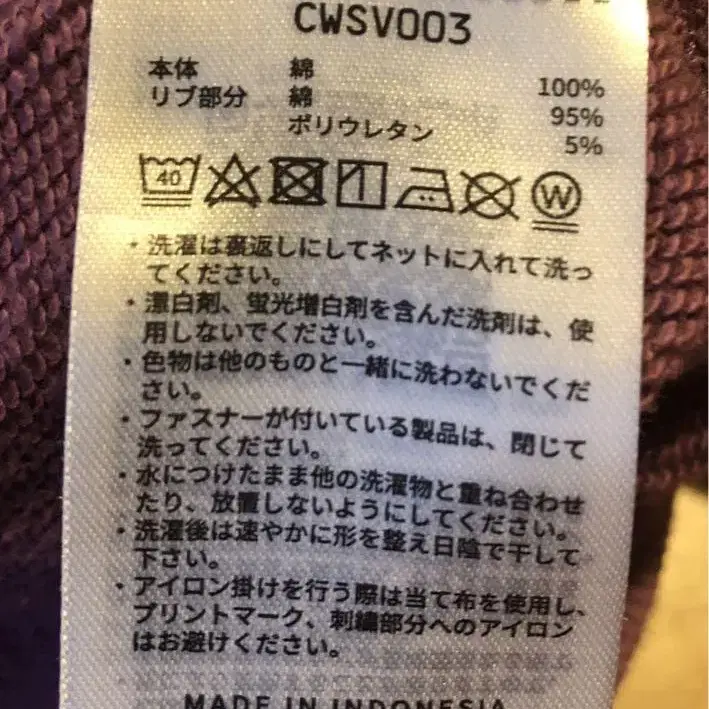 CWSV003
本体 綿 100%
リブ部分 綿 95%
ポリウレタン 5%
40 W
・洗濯は裏返しにしてネットに入れて洗っ
てください。
・漂白剤、蛍光増白剤を含んだ洗剤は、使
用しないでください。
・色物は他のものと一緒に洗わないでくだ
さい。
・ファスナーが付いている製品は、閉じて
洗ってください。
・水につけたまま他の洗濯物と重ね合わせ
たり、放置しないようにしてください。
・洗濯後は速やかに形を整え日陰で干して
下さい。
・アイロン掛けを行う際は当て布を使用し、
プリントマーク、刺繍部分へのアイロン
はお避けください。
MADE IN INDONESIA